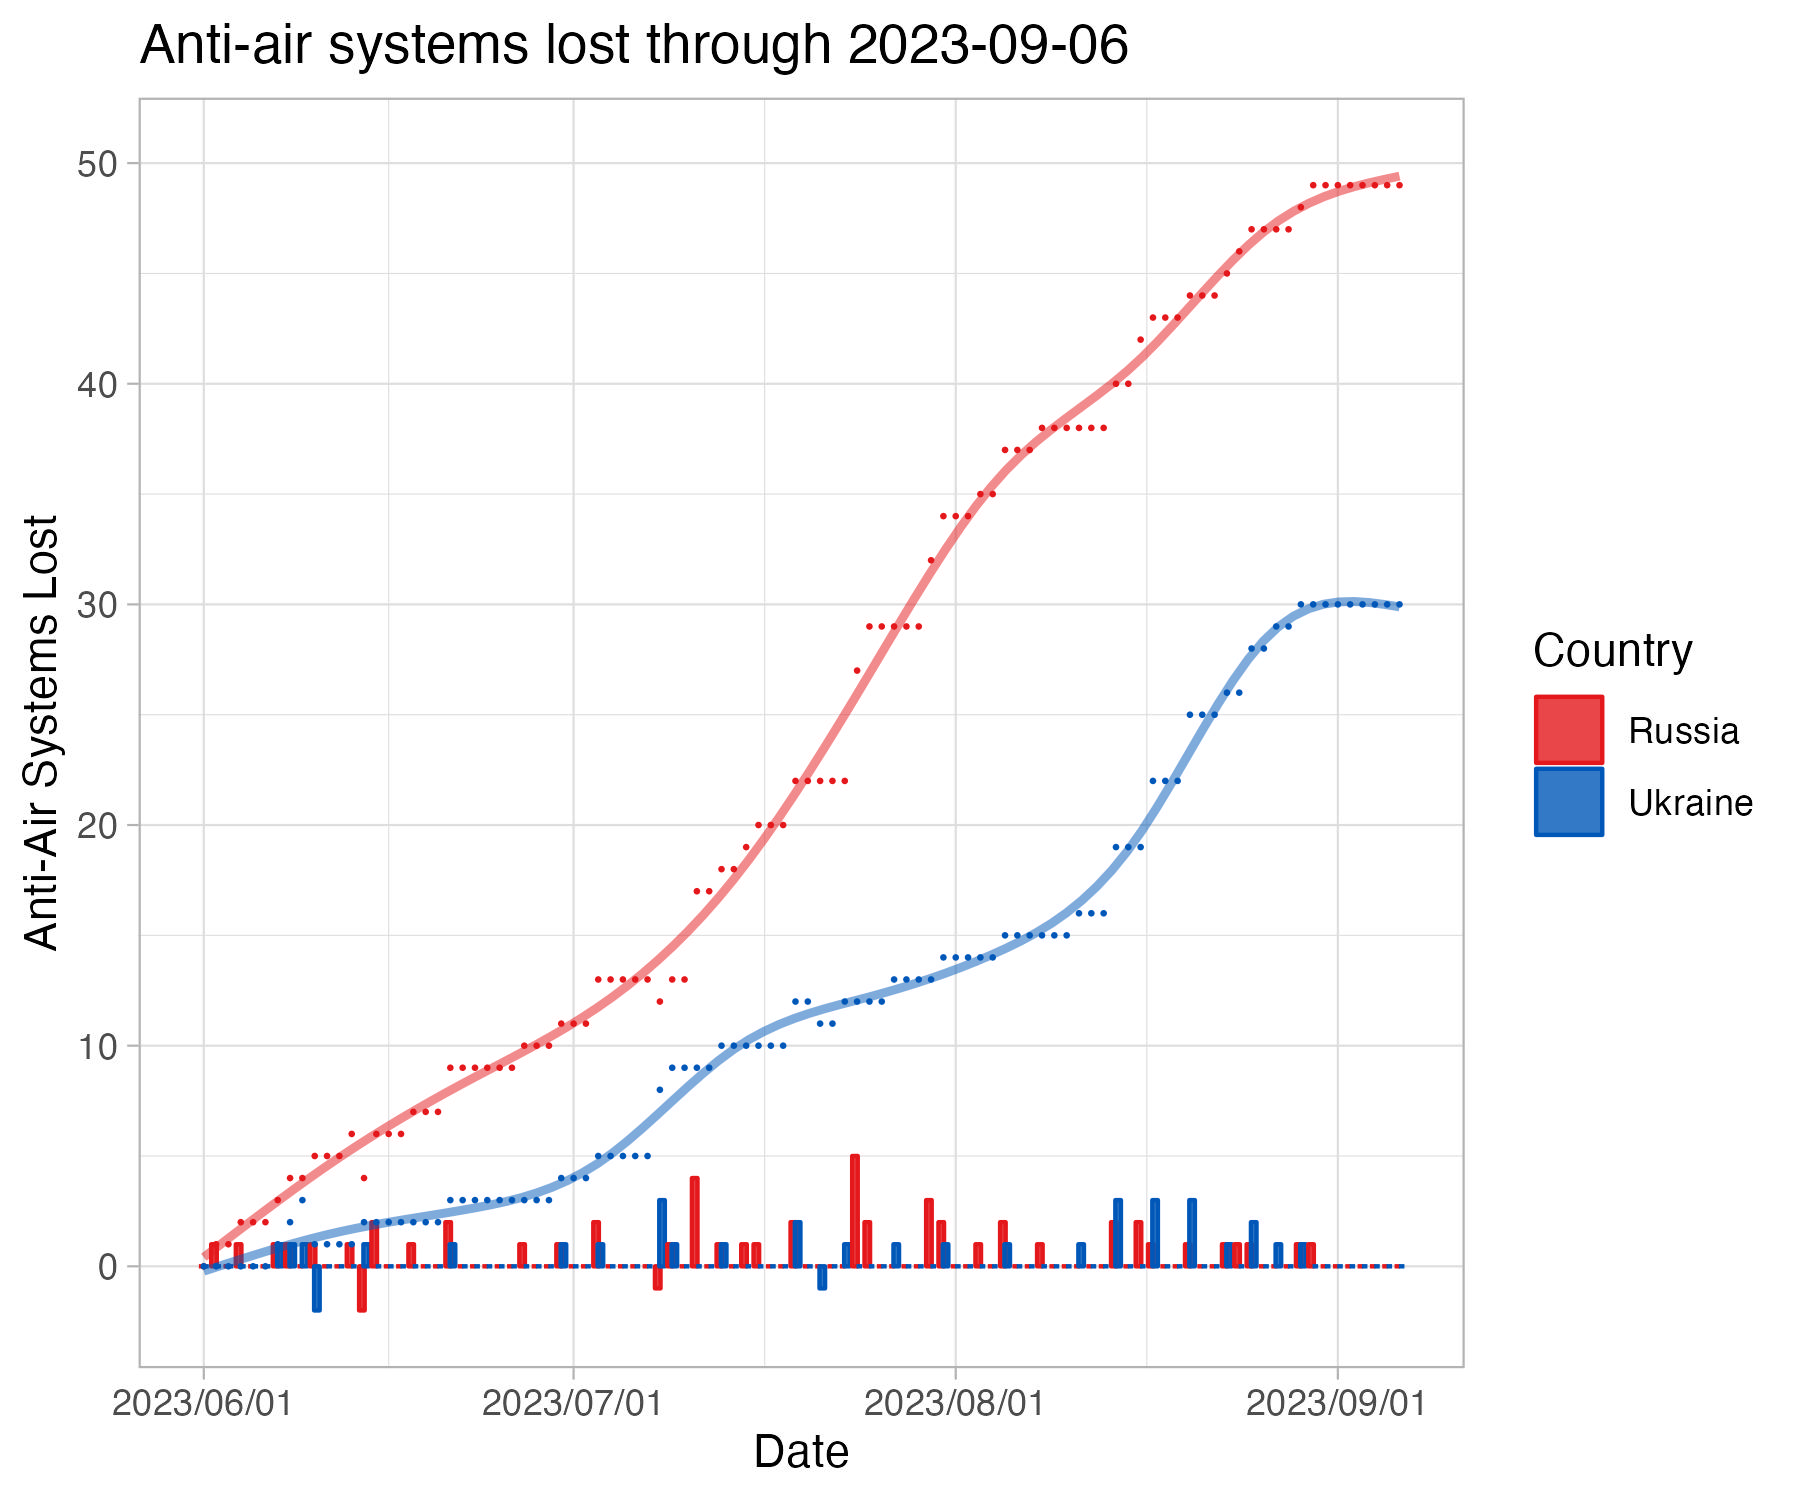 Anti-air systems lost through 2023-09-06
Anti-Air Systems Lost
50
40
30
20
10
0
2023/06/01
2023/07/01
2023/08/01
2023/09/01
Date
Country
Russia
Ukraine